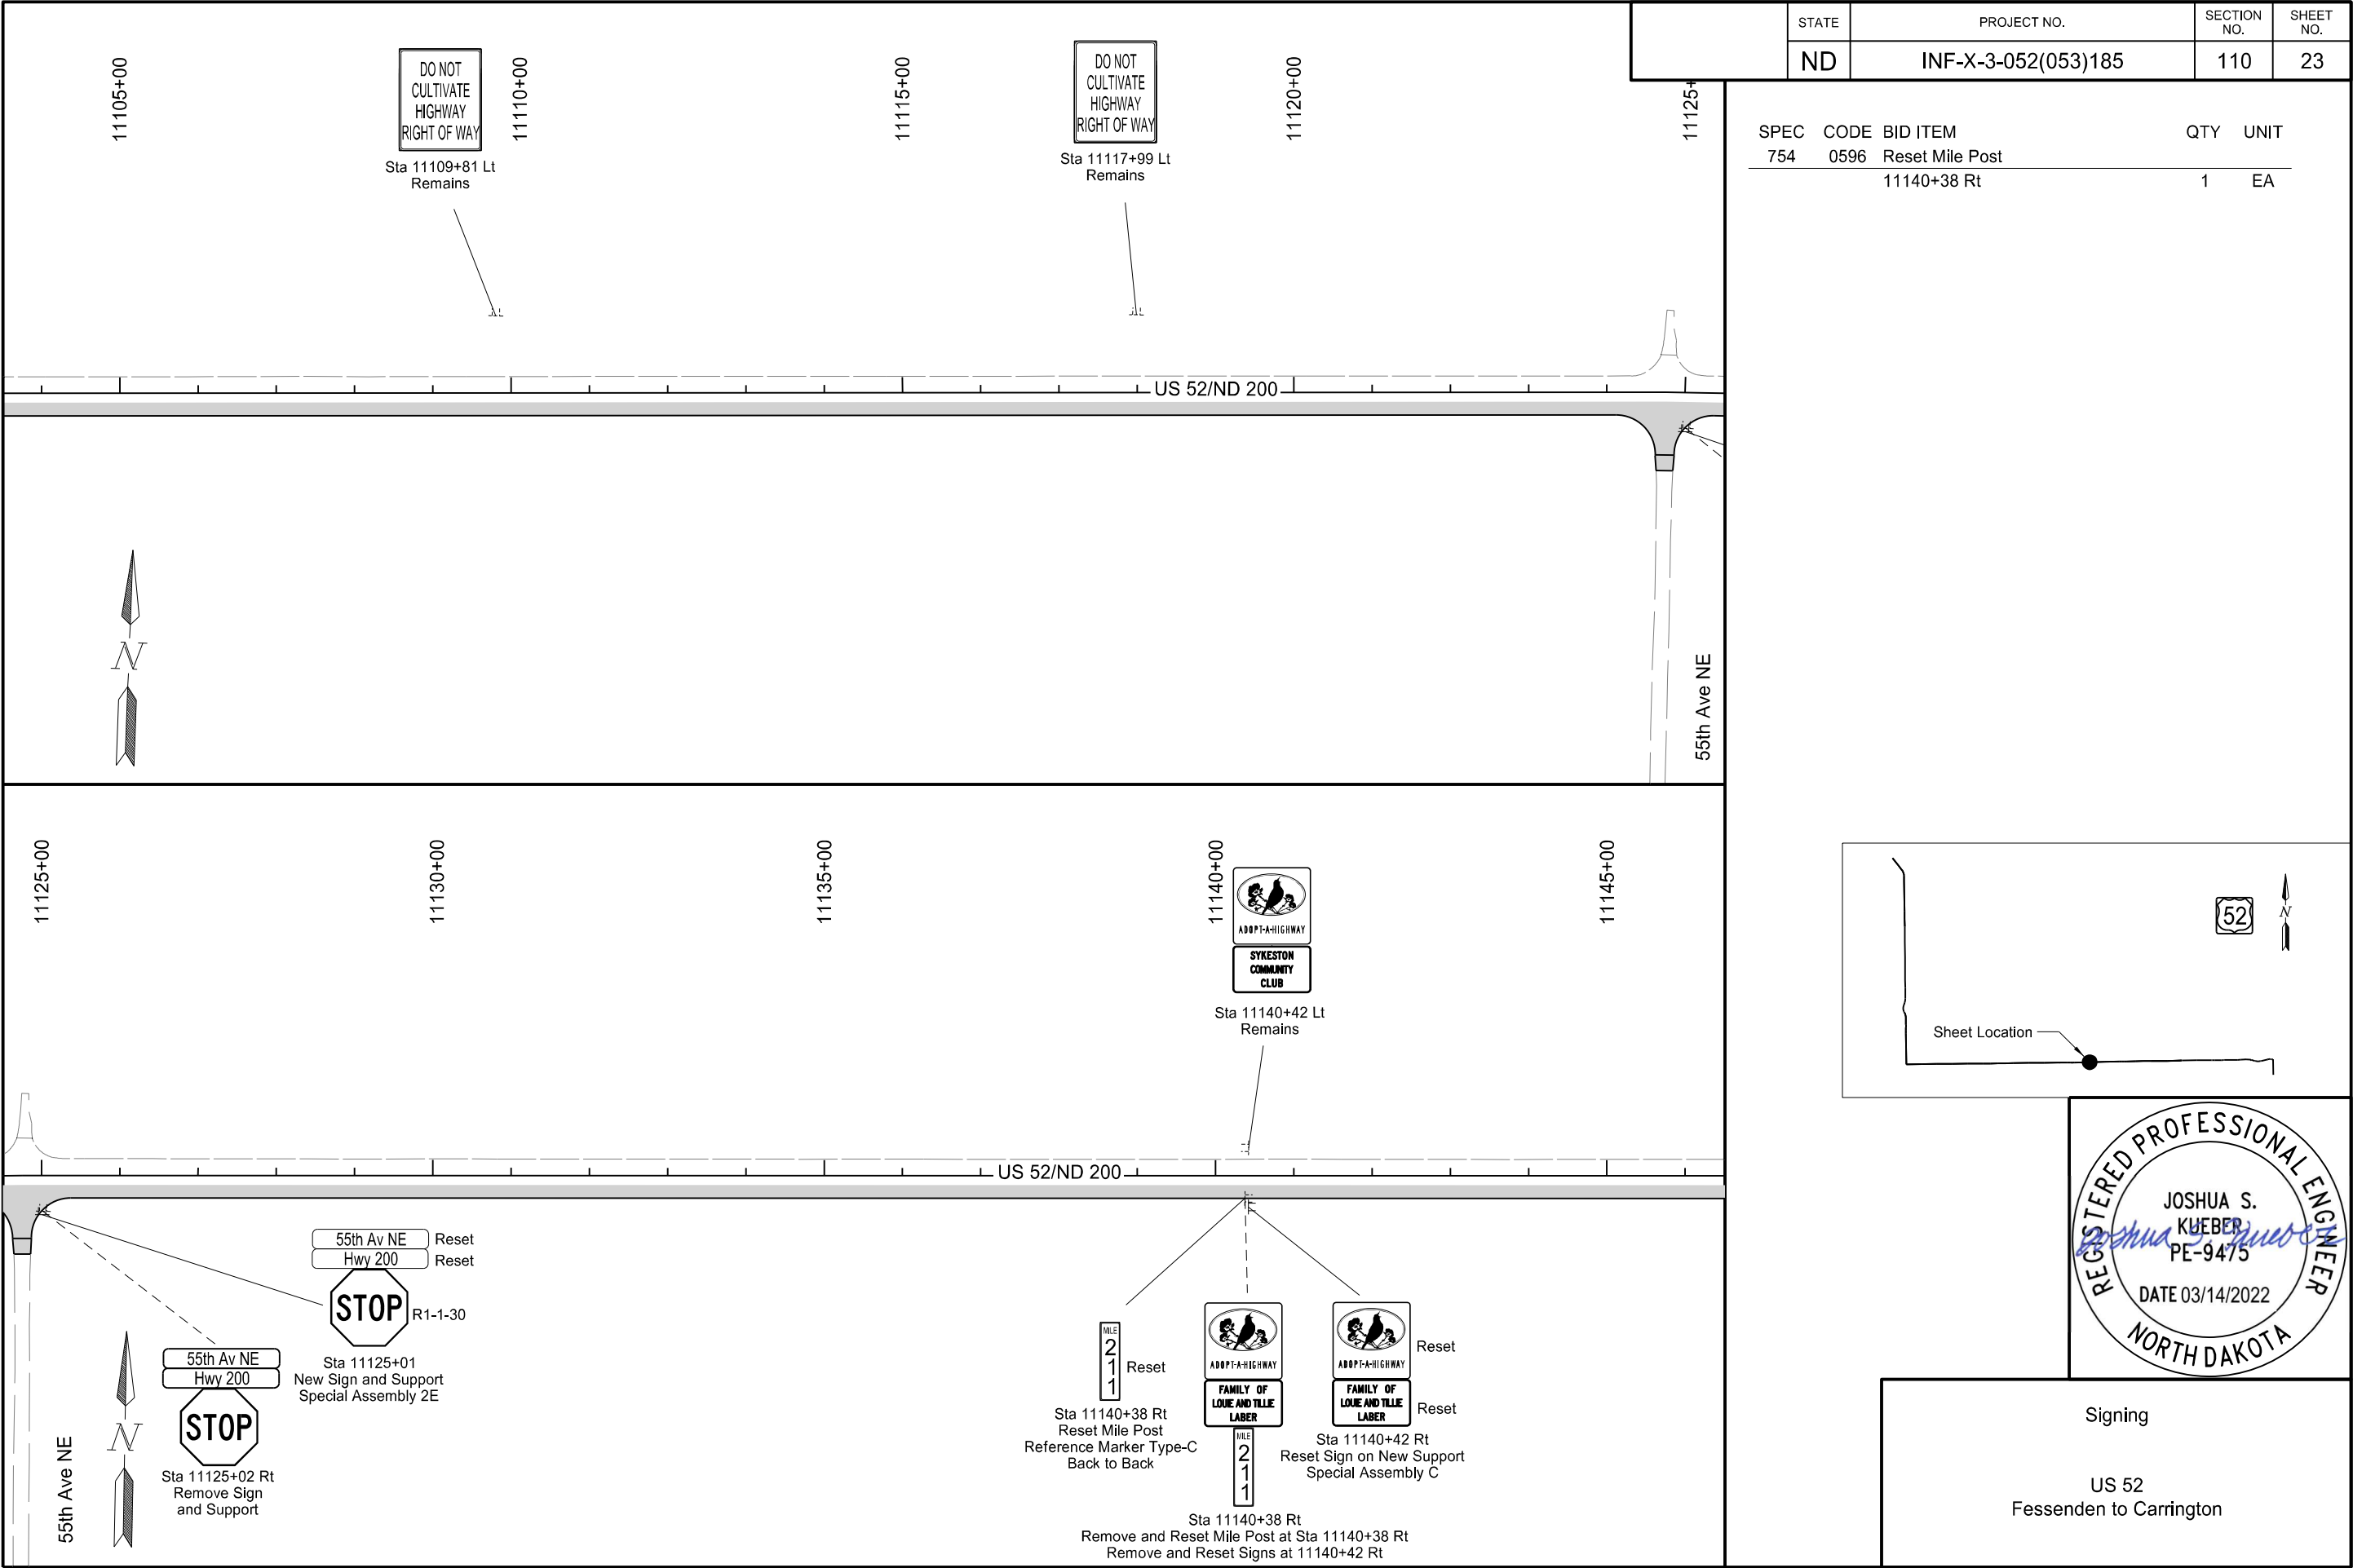 STATE
PROJECT NO.
SECTION NO.
SHEET NO.
ND
INF-X-3-052(053)185
110
23
11105+00
DO NOT
CULTIVATE
HIGHWAY
RIGHT OF WAY
Sta 11109+81 Lt
Remains
11110+00
11115+00
DO NOT
CULTIVATE
HIGHWAY
RIGHT OF WAY
Sta 11117+99 Lt
Remains
11120+00
11125+
US 52/ND 200
N
55th Ave NE
SPEC CODE BID ITEM QTY UNIT
754 0596 Reset Mile Post
11140+38 Rt 1 EA
11125+00
11130+00
11135+00
11140+00
11145+00
ADOPT-A-HIGHWAY
SYKESTON
COMMUNITY
CLUB
Sta 11140+42 Lt
Remains
US 52/ND 200
55th Av NE Reset
Hwy 200 Reset
STOP R1-1-30
Sta 11125+01
New Sign and Support
Special Assembly 2E
55th Av NE
Hwy 200
STOP
Sta 11125+02 Rt
Remove Sign
and Support
55th Ave NE
N
MILE
2
1
1
Reset
Sta 11140+38 Rt
Reset Mile Post
Reference Marker Type-C
Back to Back
ADOPT-A-HIGHWAY
FAMILY OF
LOUIE AND TILLIE
LABER
MILE
2
1
1
Sta 11140+38 Rt
Remove and Reset Mile Post at Sta 11140+38 Rt
Remove and Reset Signs at 11140+42 Rt
Reset
ADOPT-A-HIGHWAY
FAMILY OF
LOUIE AND TILLIE
LABER
Reset
Sta 11140+42 Rt
Reset Sign on New Support
Special Assembly C
52
N
Sheet Location
REGISTERED PROFESSIONAL ENGINEER
JOSHUA S.
KUEBER
PE-9475
Joshua S. Kueber
DATE 03/14/2022
NORTH DAKOTA
Signing
US 52
Fessenden to Carrington